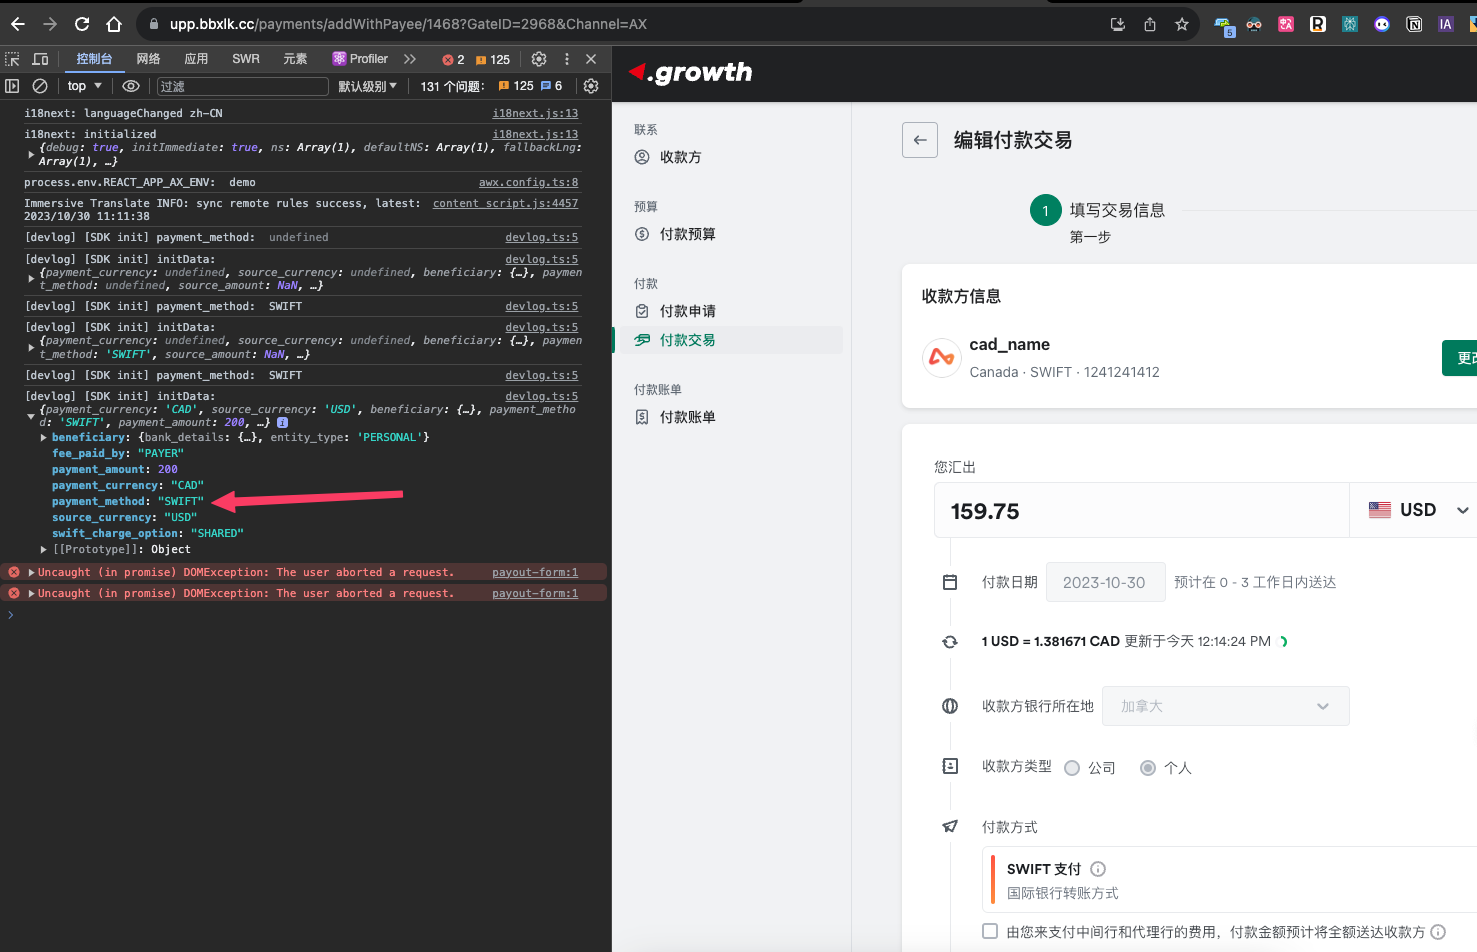 upp.bbxlk.cc/payments/addWithPayee/1468?GateID=2968&Channel=AX
5
IA
控制台 网络 应用 SWR 元素 Profiler 2 125
top 过滤 默认级别 131 个问题: 125 6
i18next: languageChanged zh-CN i18next.js:13
i18next: initialized i18next.js:13
{debug: true, initImmediate: true, ns: Array(1), defaultNS: Array(1), fallbackLng:
Array(1), …}
process.env.REACT_APP_AX_ENV: demo awx.config.ts:8
Immersive Translate INFO: sync remote rules success, latest: content_script.js:4457
2023/10/30 11:11:38
[devlog] [SDK init] payment_method: undefined devlog.ts:5
[devlog] [SDK init] initData: devlog.ts:5
{payment_currency: undefined, source_currency: undefined, beneficiary: {…}, paymen
t_method: undefined, source_amount: NaN, …}
[devlog] [SDK init] payment_method: SWIFT devlog.ts:5
[devlog] [SDK init] initData: devlog.ts:5
{payment_currency: undefined, source_currency: undefined, beneficiary: {…}, paymen
t_method: 'SWIFT', source_amount: NaN, …}
[devlog] [SDK init] payment_method: SWIFT devlog.ts:5
[devlog] [SDK init] initData: devlog.ts:5
{payment_currency: 'CAD', source_currency: 'USD', beneficiary: {…}, payment_metho
d: 'SWIFT', payment_amount: 200, …} i
beneficiary: {bank_details: {…}, entity_type: 'PERSONAL'}
fee_paid_by: "PAYER"
payment_amount: 200
payment_currency: "CAD"
payment_method: "SWIFT"
source_currency: "USD"
swift_charge_option: "SHARED"
[[Prototype]]: Object
Uncaught (in promise) DOMException: The user aborted a request. payout-form:1
Uncaught (in promise) DOMException: The user aborted a request. payout-form:1
.growth
联系
收款方
预算
付款预算
付款
付款申请
付款交易
付款账单
付款账单
编辑付款交易
1 填写交易信息
第一步
收款方信息
cad_name
Canada · SWIFT · 1241241412
更改
您汇出
159.75 USD
付款日期 2023-10-30 预计在 0 - 3 工作日内送达
1 USD = 1.381671 CAD 更新于今天 12:14:24 PM
收款方银行所在地 加拿大
收款方类型 公司 个人
付款方式
SWIFT 支付
国际银行转账方式
由您来支付中间行和代理行的费用，付款金额预计将全额送达收款方